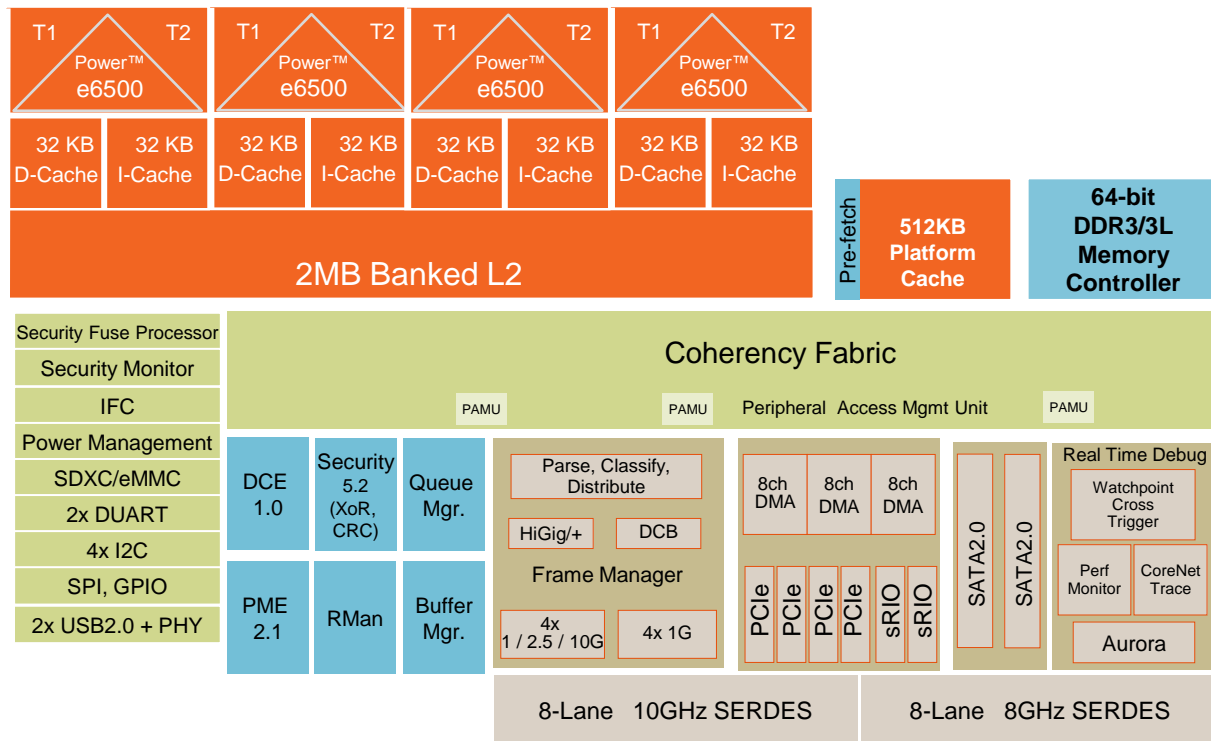 T1 T2 T1 T2 T1 T2 T1 T2
Power™ Power™ Power™ Power™
e6500 e6500 e6500 e6500
32 KB 32 KB 32 KB 32 KB 32 KB 32 KB 32 KB 32 KB
D-Cache I-Cache D-Cache I-Cache D-Cache I-Cache D-Cache I-Cache
2MB Banked L2
Pre-fetch
512KB
Platform
Cache
64-bit
DDR3/3L
Memory
Controller
Security Fuse Processor
Security Monitor
IFC
Power Management
SDXC/eMMC
2x DUART
4x I2C
SPI, GPIO
2x USB2.0 + PHY
Coherency Fabric
PAMU PAMU Peripheral Access Mgmt Unit PAMU
DCE
1.0
Security
5.2
(XoR,
CRC)
Queue
Mgr.
PME
2.1
RMan
Buffer
Mgr.
Parse, Classify,
Distribute
HiGig/+ DCB
Frame Manager
4x
1 / 2.5 / 10G
4x 1G
8ch
DMA
8ch
DMA
8ch
DMA
PCIe
PCIe
PCIe
PCIe
sRIO
sRIO
SATA2.0
SATA2.0
Real Time Debug
Watchpoint
Cross
Trigger
Perf
Monitor
CoreNet
Trace
Aurora
8-Lane 10GHz SERDES
8-Lane 8GHz SERDES